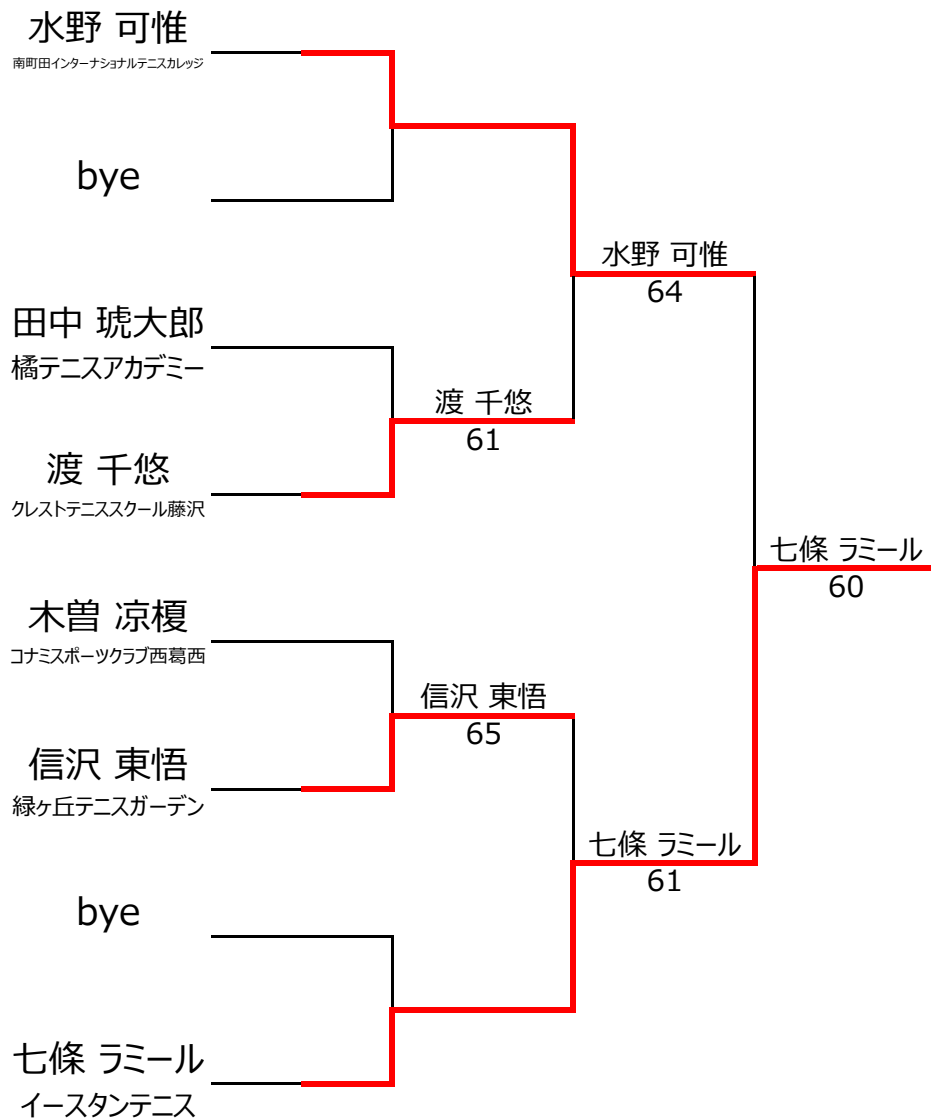 水野 可惟
南町田インターナショナルテニスカレッジ
bye
水野 可惟
64
田中 琥大郎
橘テニスアカデミー
渡 千悠
61
渡 千悠
クレストテニススクール藤沢
七條 ラミール
60
木曽 凉榎
コナミスポーツクラブ西葛西
信沢 東悟
65
信沢 東悟
緑ヶ丘テニスガーデン
七條 ラミール
61
bye
七條 ラミール
イースタンテニス